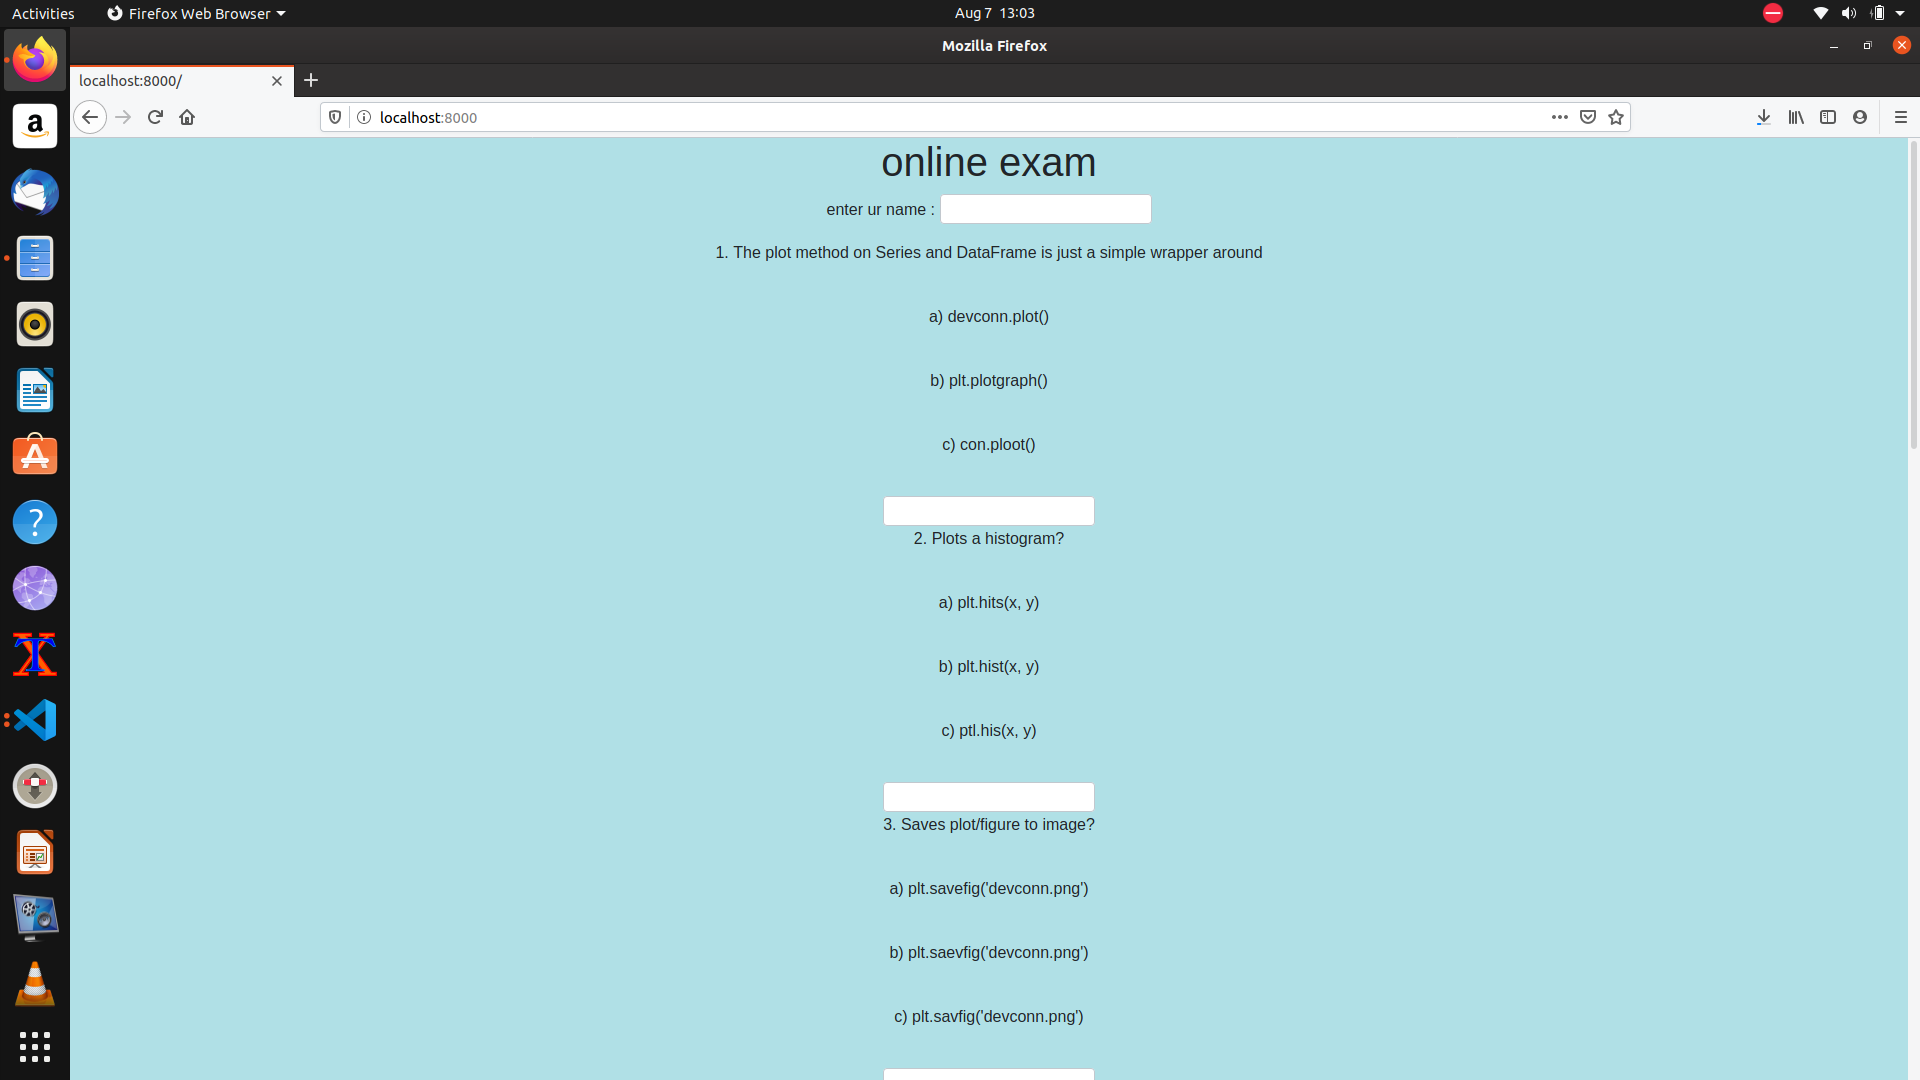 Activities
Firefox Web Browser
Aug 7 13:03
Mozilla Firefox
localhost:8000/
localhost:8000
online exam
enter ur name :
1. The plot method on Series and DataFrame is just a simple wrapper around
a) devconn.plot()
b) plt.plotgraph()
c) con.ploot()
2. Plots a histogram?
a) plt.hits(x, y)
b) plt.hist(x, y)
c) ptl.his(x, y)
3. Saves plot/figure to image?
a) plt.savefig('devconn.png')
b) plt.saevfig('devconn.png')
c) plt.savfig('devconn.png')